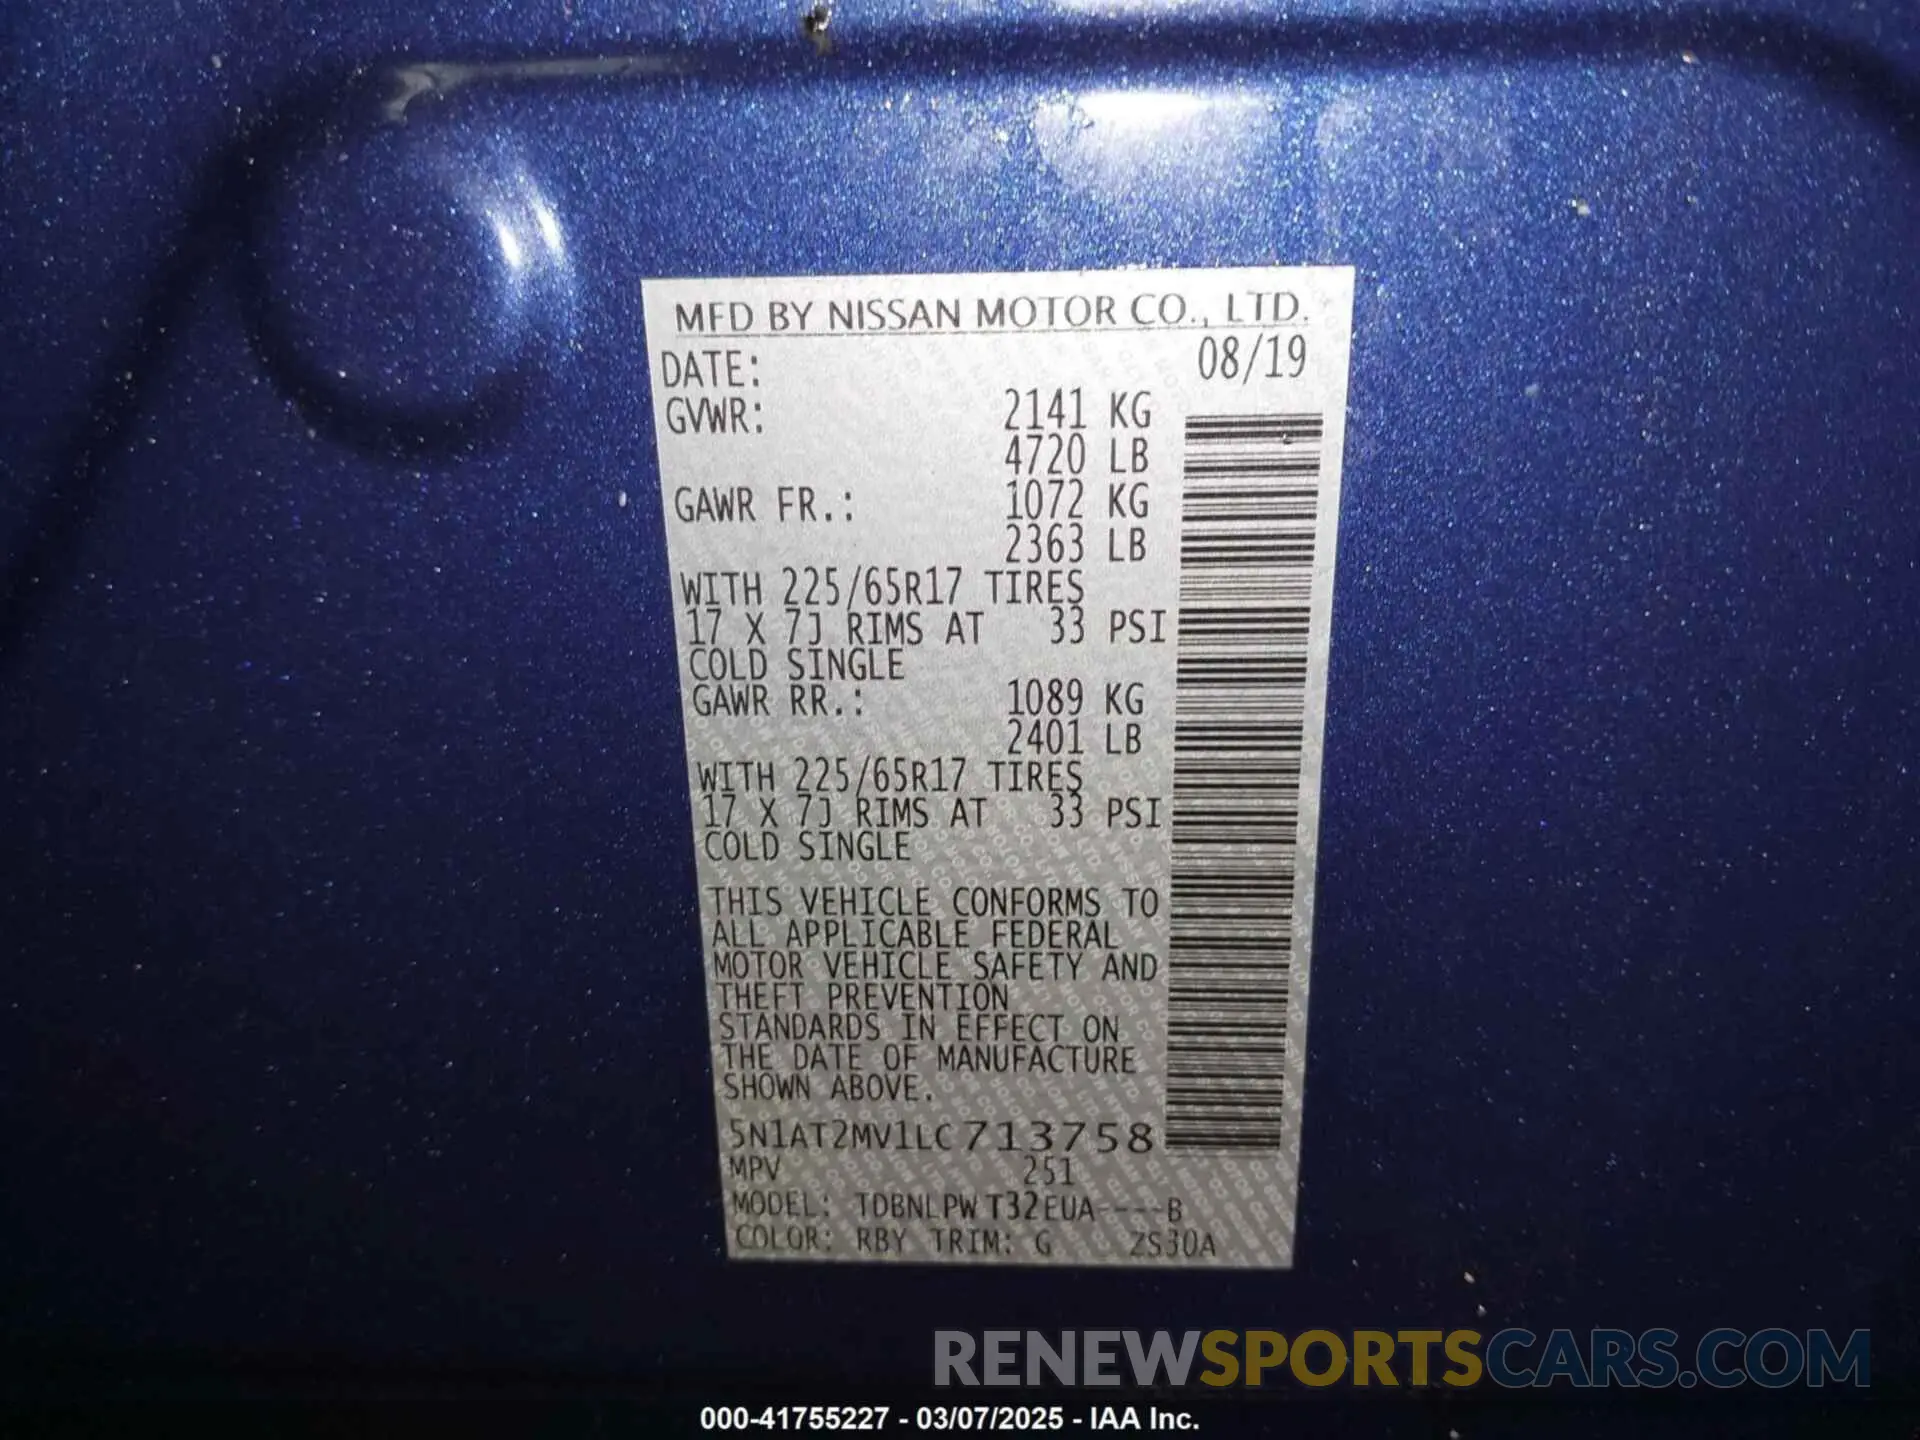 MFD BY NISSAN MOTOR CO., LTD.
DATE: 08/19
GVWR: 2141 KG
4720 LB
GAWR FR.: 1072 KG
2363 LB
WITH 225/65R17 TIRES
17 X 7J RIMS AT 33 PSI
COLD SINGLE
GAWR RR.: 1089 KG
2401 LB
WITH 225/65R17 TIRES
17 X 7J RIMS AT 33 PSI
COLD SINGLE
THIS VEHICLE CONFORMS TO
ALL APPLICABLE FEDERAL
MOTOR VEHICLE SAFETY AND
THEFT PREVENTION
STANDARDS IN EFFECT ON
THE DATE OF MANUFACTURE
SHOWN ABOVE.
5N1AT2MV1LC713758
MPV 251
MODEL: TDBNLPW T32EUA----B
COLOR: RBY TRIM: G ZS30A
RENEWSPORTSCARS.COM
000-41755227 - 03/07/2025 - IAA Inc.